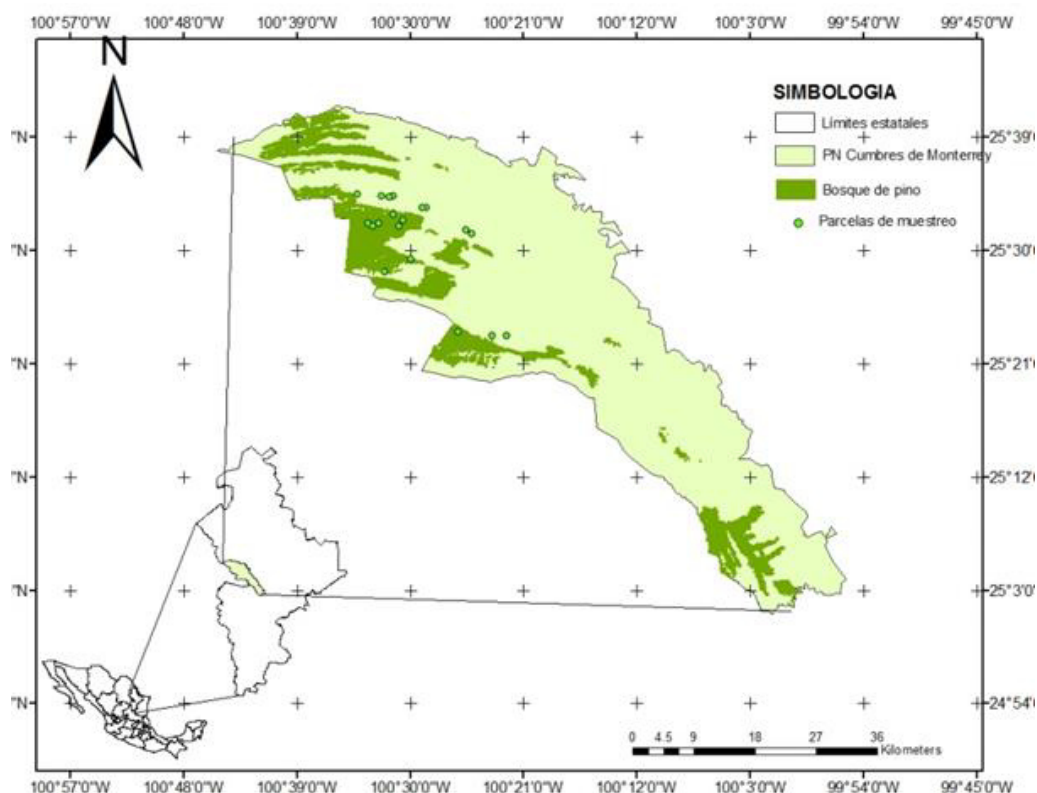 100°57'0"W 100°48'0"W 100°39'0"W 100°30'0"W 100°21'0"W 100°12'0"W 100°3'0"W 99°54'0"W 99°45'0"W
N
SIMBOLOGIA
Límites estatales
PN Cumbres de Monterrey
Bosque de pino
Parcelas de muestreo
"N 25°39'0
"N 25°30'0
"N 25°21'0
"N 25°12'0
"N 25°3'0"
"N 24°54'0
0 4.5 9 18 27 36
Kilometers
100°57'0"W 100°48'0"W 100°39'0"W 100°30'0"W 100°21'0"W 100°12'0"W 100°3'0"W 99°54'0"W 99°45'0"W